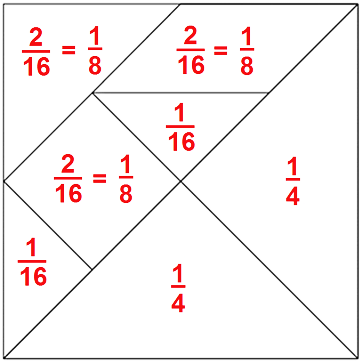 2/16 = 1/8
2/16 = 1/8
1/16
2/16 = 1/8
1/4
1/16
1/4